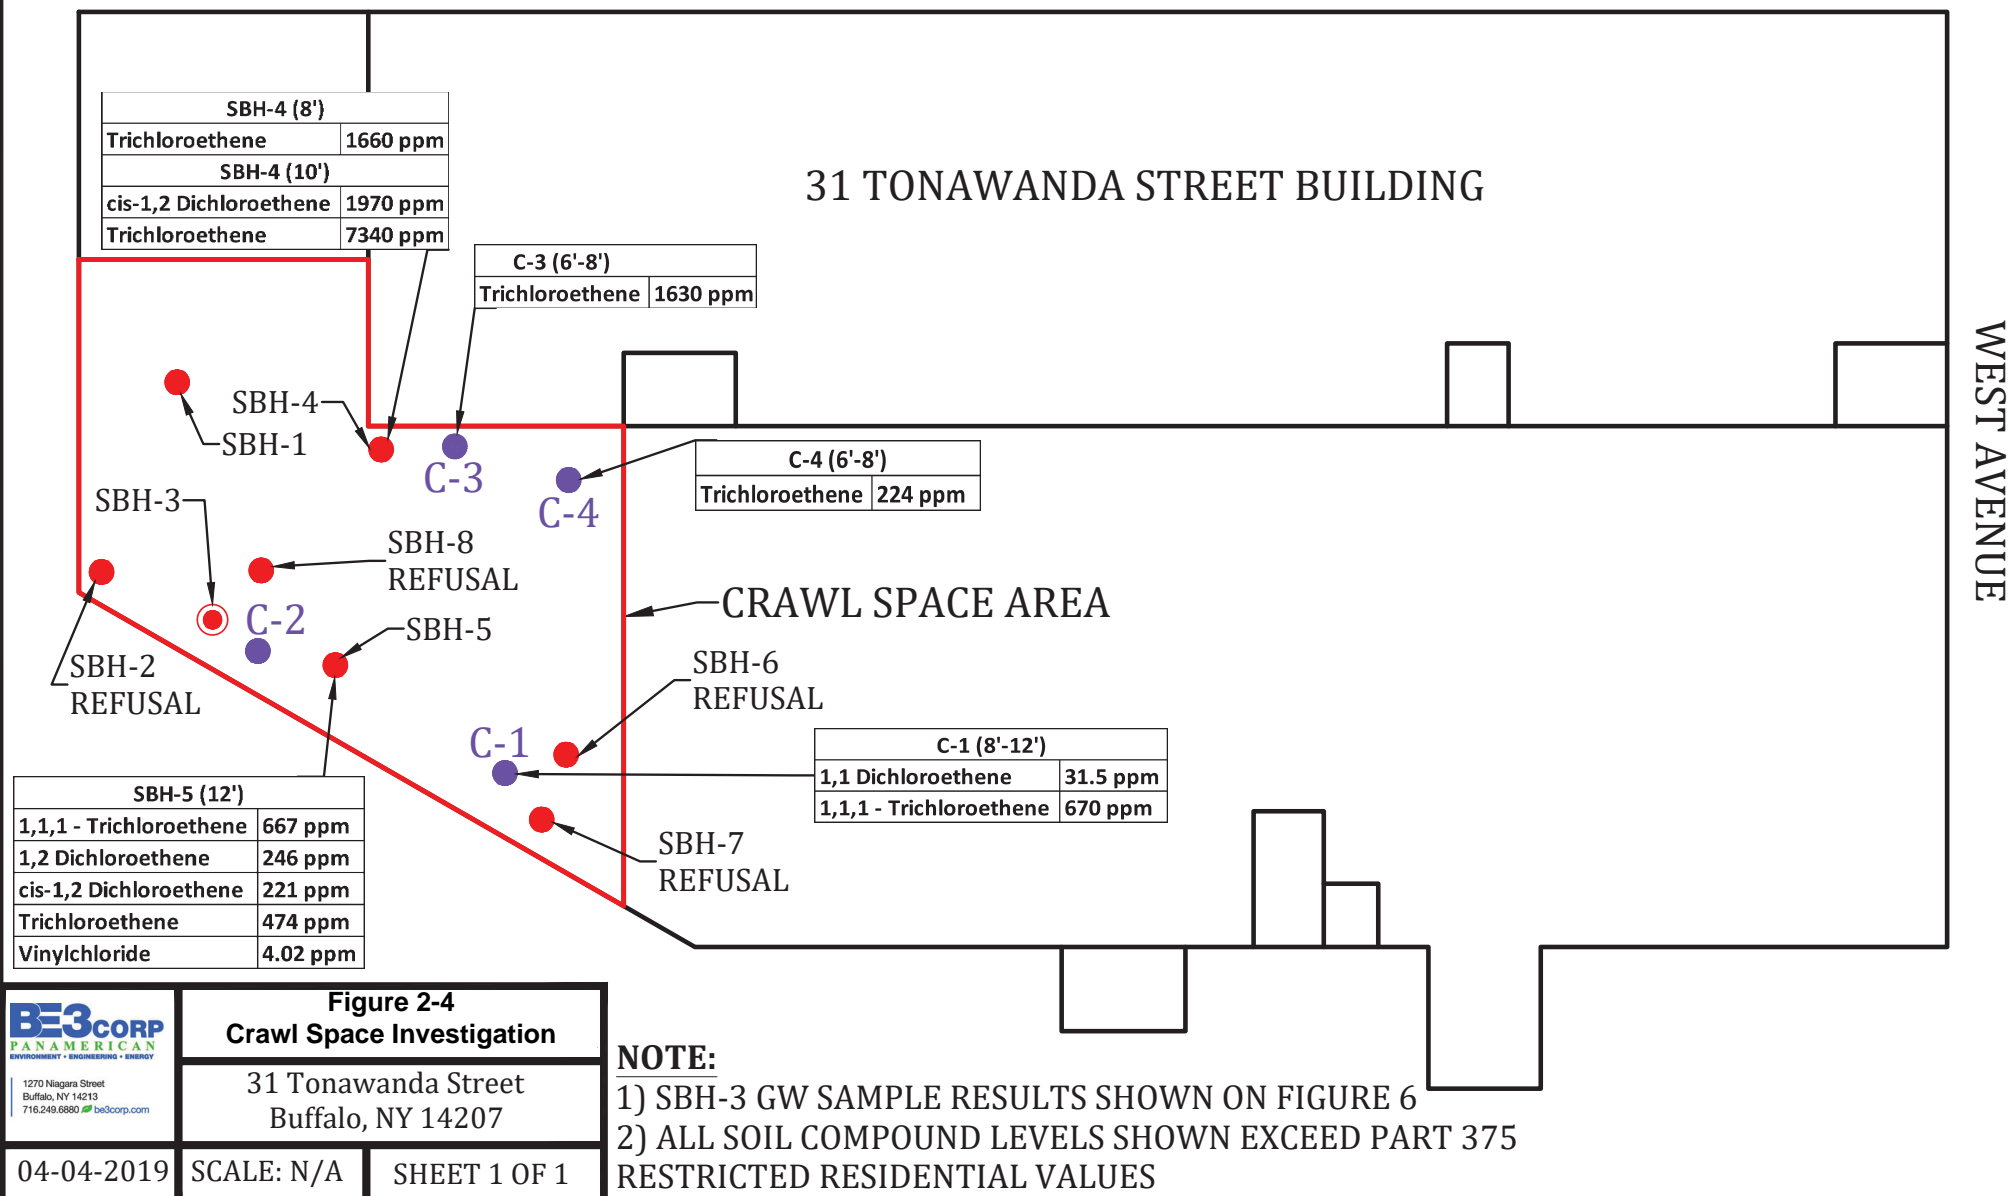 SBH-4 (8')
Trichloroethene 1660 ppm
SBH-4 (10')
cis-1,2 Dichloroethene 1970 ppm
Trichloroethene 7340 ppm
31 TONAWANDA STREET BUILDING
C-3 (6'-8')
Trichloroethene 1630 ppm
WEST AVENUE
SBH-4
SBH-1
C-3
C-4 (6'-8')
Trichloroethene 224 ppm
C-4
SBH-3
SBH-8
REFUSAL
CRAWL SPACE AREA
C-2
SBH-5
SBH-2
REFUSAL
SBH-6
REFUSAL
C-1
C-1 (8'-12')
1,1 Dichloroethene 31.5 ppm
1,1,1 - Trichloroethene 670 ppm
SBH-7
REFUSAL
SBH-5 (12')
1,1,1 - Trichloroethene 667 ppm
1,2 Dichloroethene 246 ppm
cis-1,2 Dichloroethene 221 ppm
Trichloroethene 474 ppm
Vinylchloride 4.02 ppm
BE3CORP
PANAMERICAN
ENVIRONMENT • ENGINEERING • ENERGY
1270 Niagara Street
Buffalo, NY 14213
716.249.6880 be3corp.com
Figure 2-4
Crawl Space Investigation
31 Tonawanda Street
Buffalo, NY 14207
04-04-2019
SCALE: N/A
SHEET 1 OF 1
NOTE:
1) SBH-3 GW SAMPLE RESULTS SHOWN ON FIGURE 6
2) ALL SOIL COMPOUND LEVELS SHOWN EXCEED PART 375
RESTRICTED RESIDENTIAL VALUES